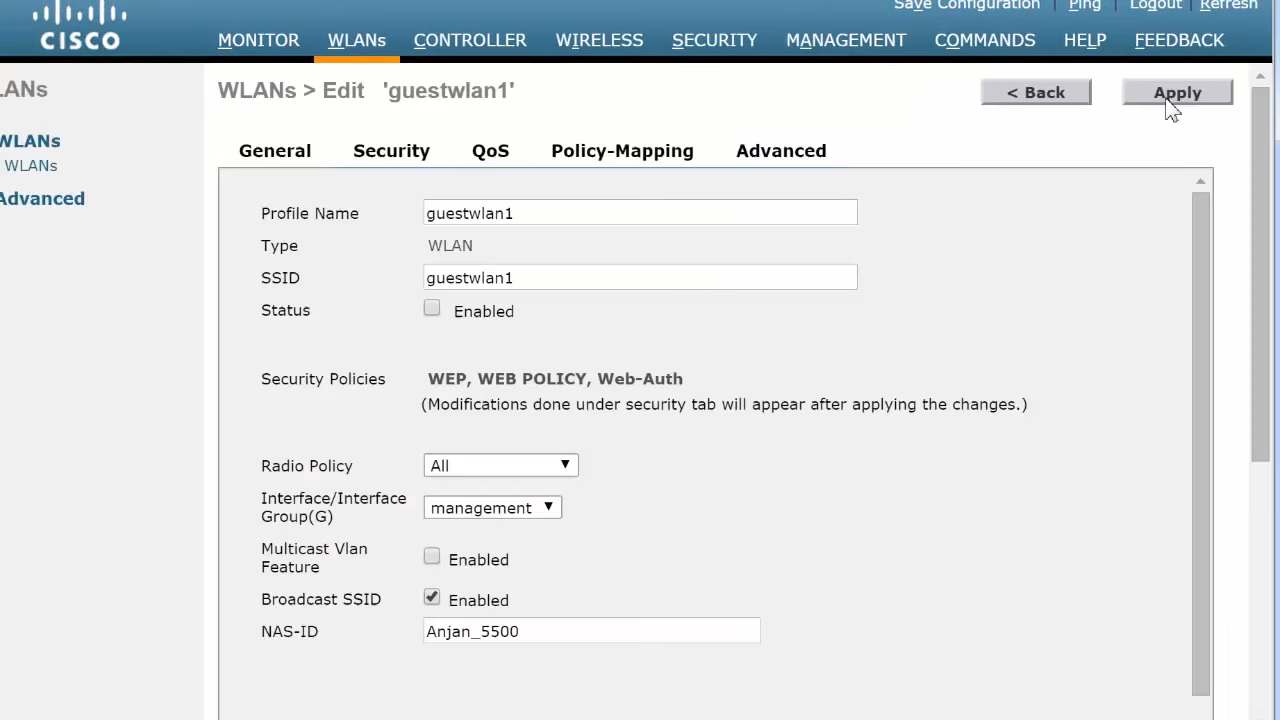 Save Configuration | Ping | Logout | Refresh
CISCO
MONITOR WLANs CONTROLLER WIRELESS SECURITY MANAGEMENT COMMANDS HELP FEEDBACK
LANs
WLANs > Edit 'guestwlan1'
< Back
Apply
WLANs
WLANs
Advanced
General Security QoS Policy-Mapping Advanced
Profile Name guestwlan1
Type WLAN
SSID guestwlan1
Status Enabled
Security Policies WEP, WEB POLICY, Web-Auth
(Modifications done under security tab will appear after applying the changes.)
Radio Policy All
Interface/Interface
Group(G) management
Multicast Vlan
Feature Enabled
Broadcast SSID Enabled
NAS-ID Anjan_5500